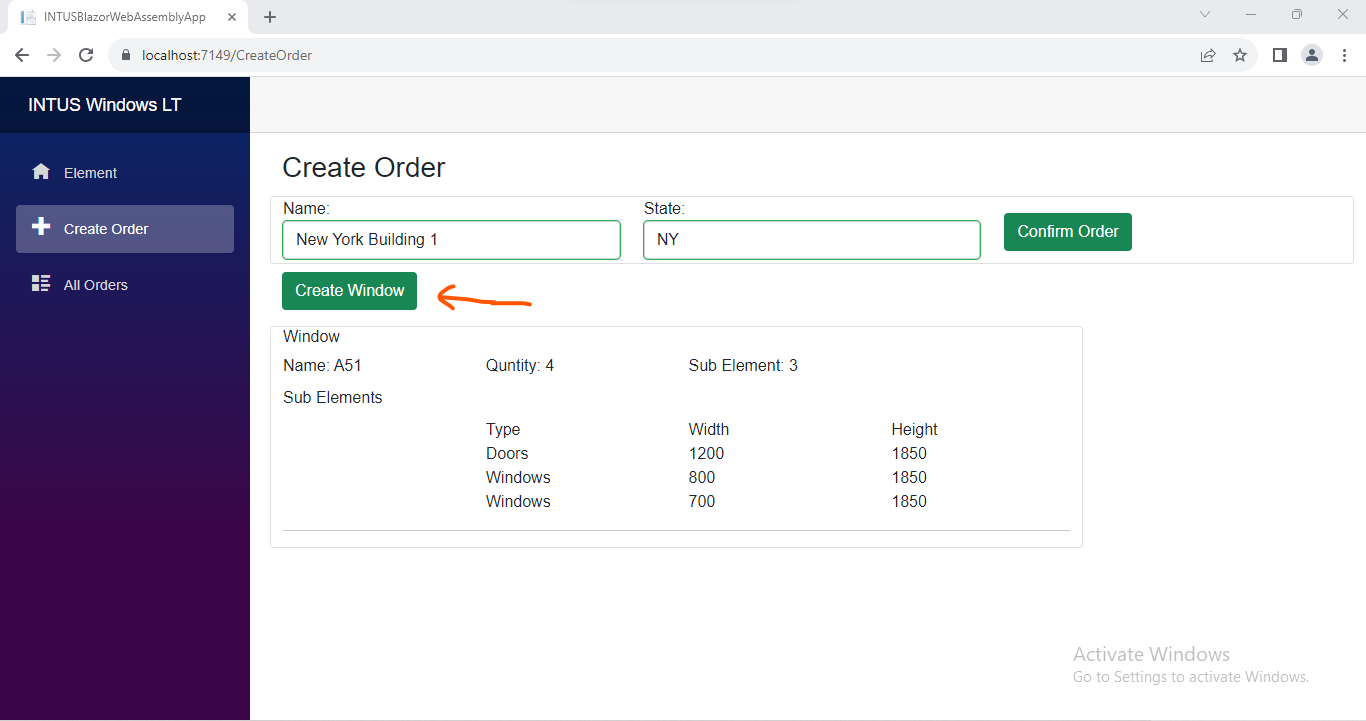 INTUSBlazorWebAssemblyApp
localhost:7149/CreateOrder
INTUS Windows LT
Element
Create Order
All Orders
Create Order
Name: State:
New York Building 1 NY Confirm Order
Create Window
Window
Name: A51 Quntity: 4 Sub Element: 3
Sub Elements
Type Width Height
Doors 1200 1850
Windows 800 1850
Windows 700 1850
Activate Windows
Go to Settings to activate Windows.